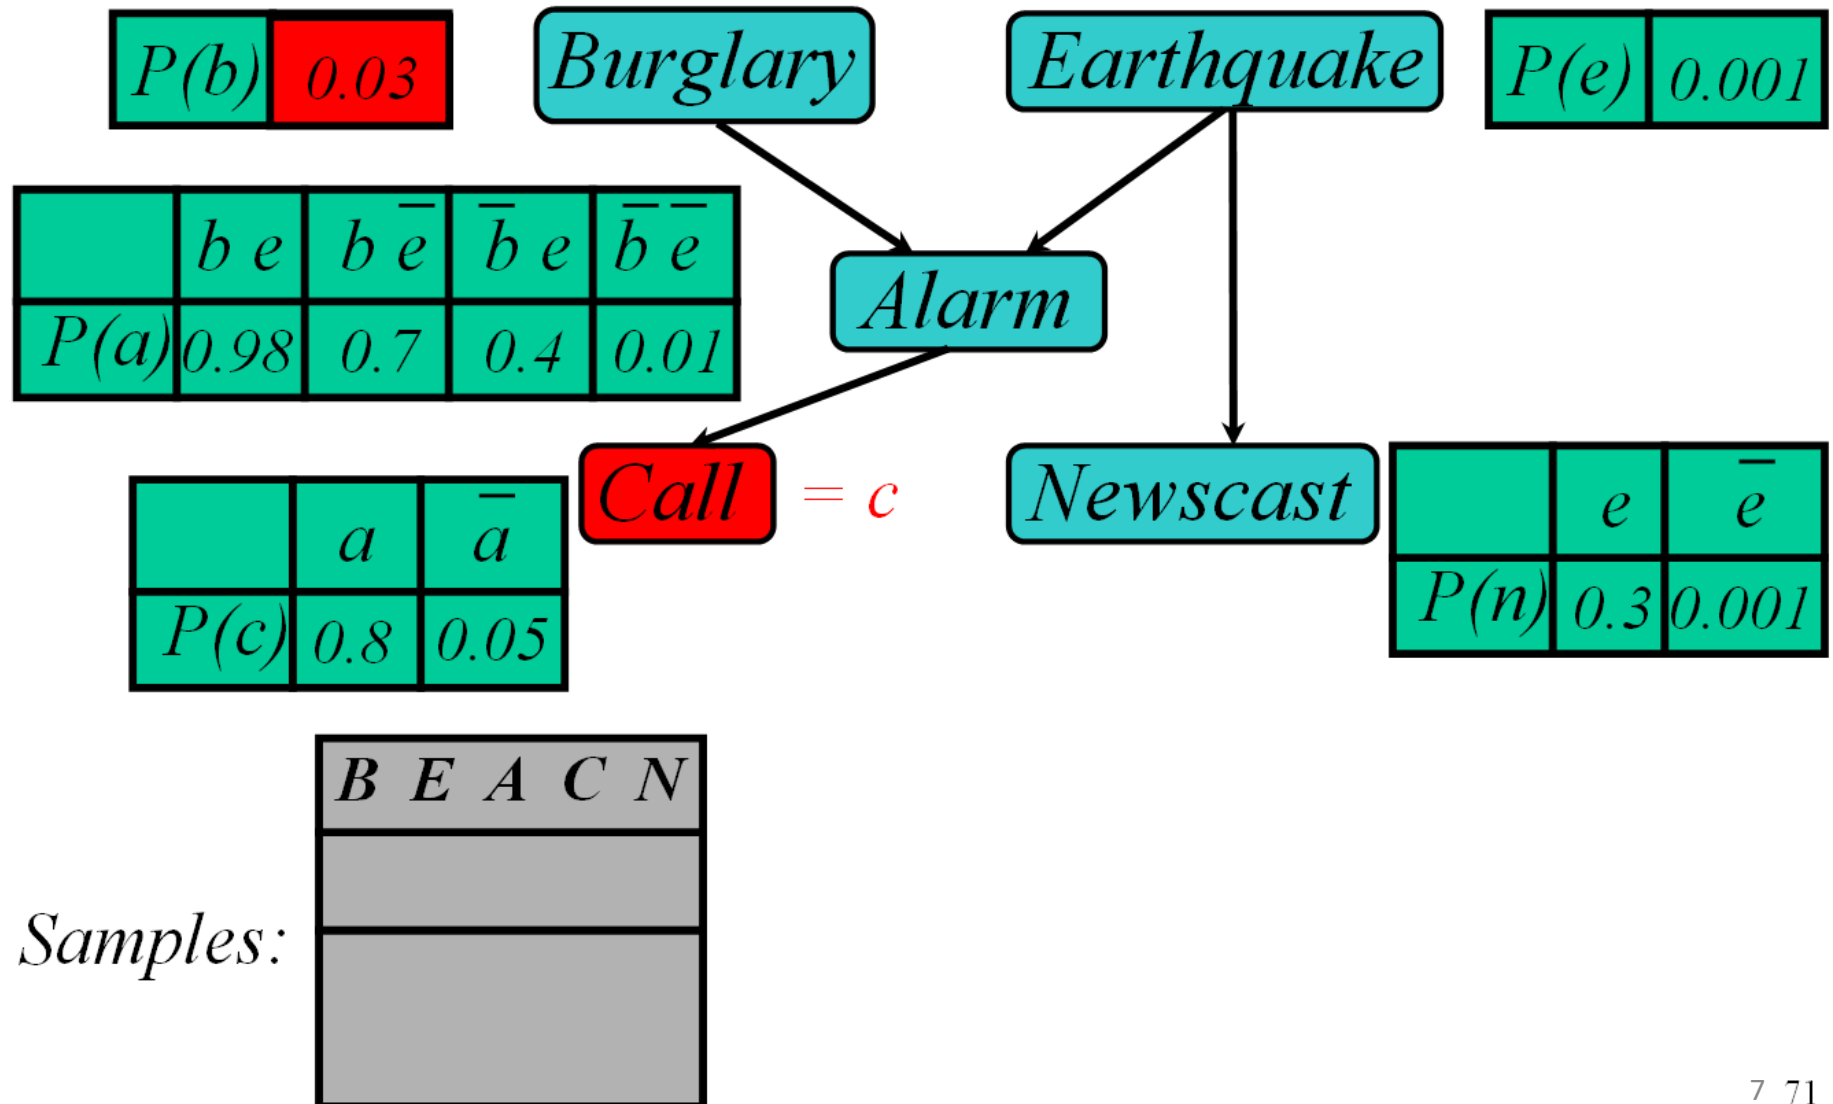 P(b) 0.03
Burglary
Earthquake
P(e) 0.001
b e b e̅ b̅ e b̅ e̅
P(a) 0.98 0.7 0.4 0.01
Alarm
Call = c
Newscast
a a̅
P(c) 0.8 0.05
e e̅
P(n) 0.3 0.001
B E A C N
Samples:
7 71